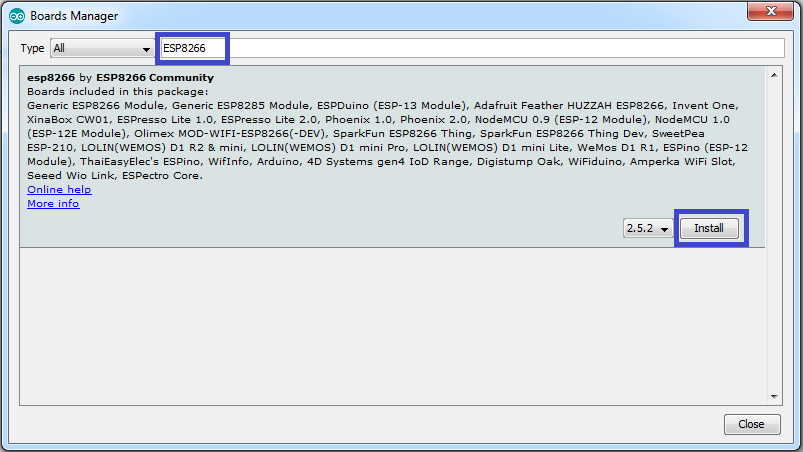 Boards Manager
Type All ESP8266
esp8266 by ESP8266 Community
Boards included in this package:
Generic ESP8266 Module, Generic ESP8285 Module, ESPDuino (ESP-13 Module), Adafruit Feather HUZZAH ESP8266, Invent One,
XinaBox CW01, ESPresso Lite 1.0, ESPresso Lite 2.0, Phoenix 1.0, Phoenix 2.0, NodeMCU 0.9 (ESP-12 Module), NodeMCU 1.0
(ESP-12E Module), Olimex MOD-WIFI-ESP8266(-DEV), SparkFun ESP8266 Thing, SparkFun ESP8266 Thing Dev, SweetPea
ESP-210, LOLIN(WEMOS) D1 R2 & mini, LOLIN(WEMOS) D1 mini Pro, LOLIN(WEMOS) D1 mini Lite, WeMos D1 R1, ESPino (ESP-12
Module), ThaiEasyElec's ESPino, WifInfo, Arduino, 4D Systems gen4 IoD Range, Digistump Oak, WiFiduino, Amperka WiFi Slot,
Seeed Wio Link, ESPectro Core.
Online help
More info
2.5.2 Install
Close